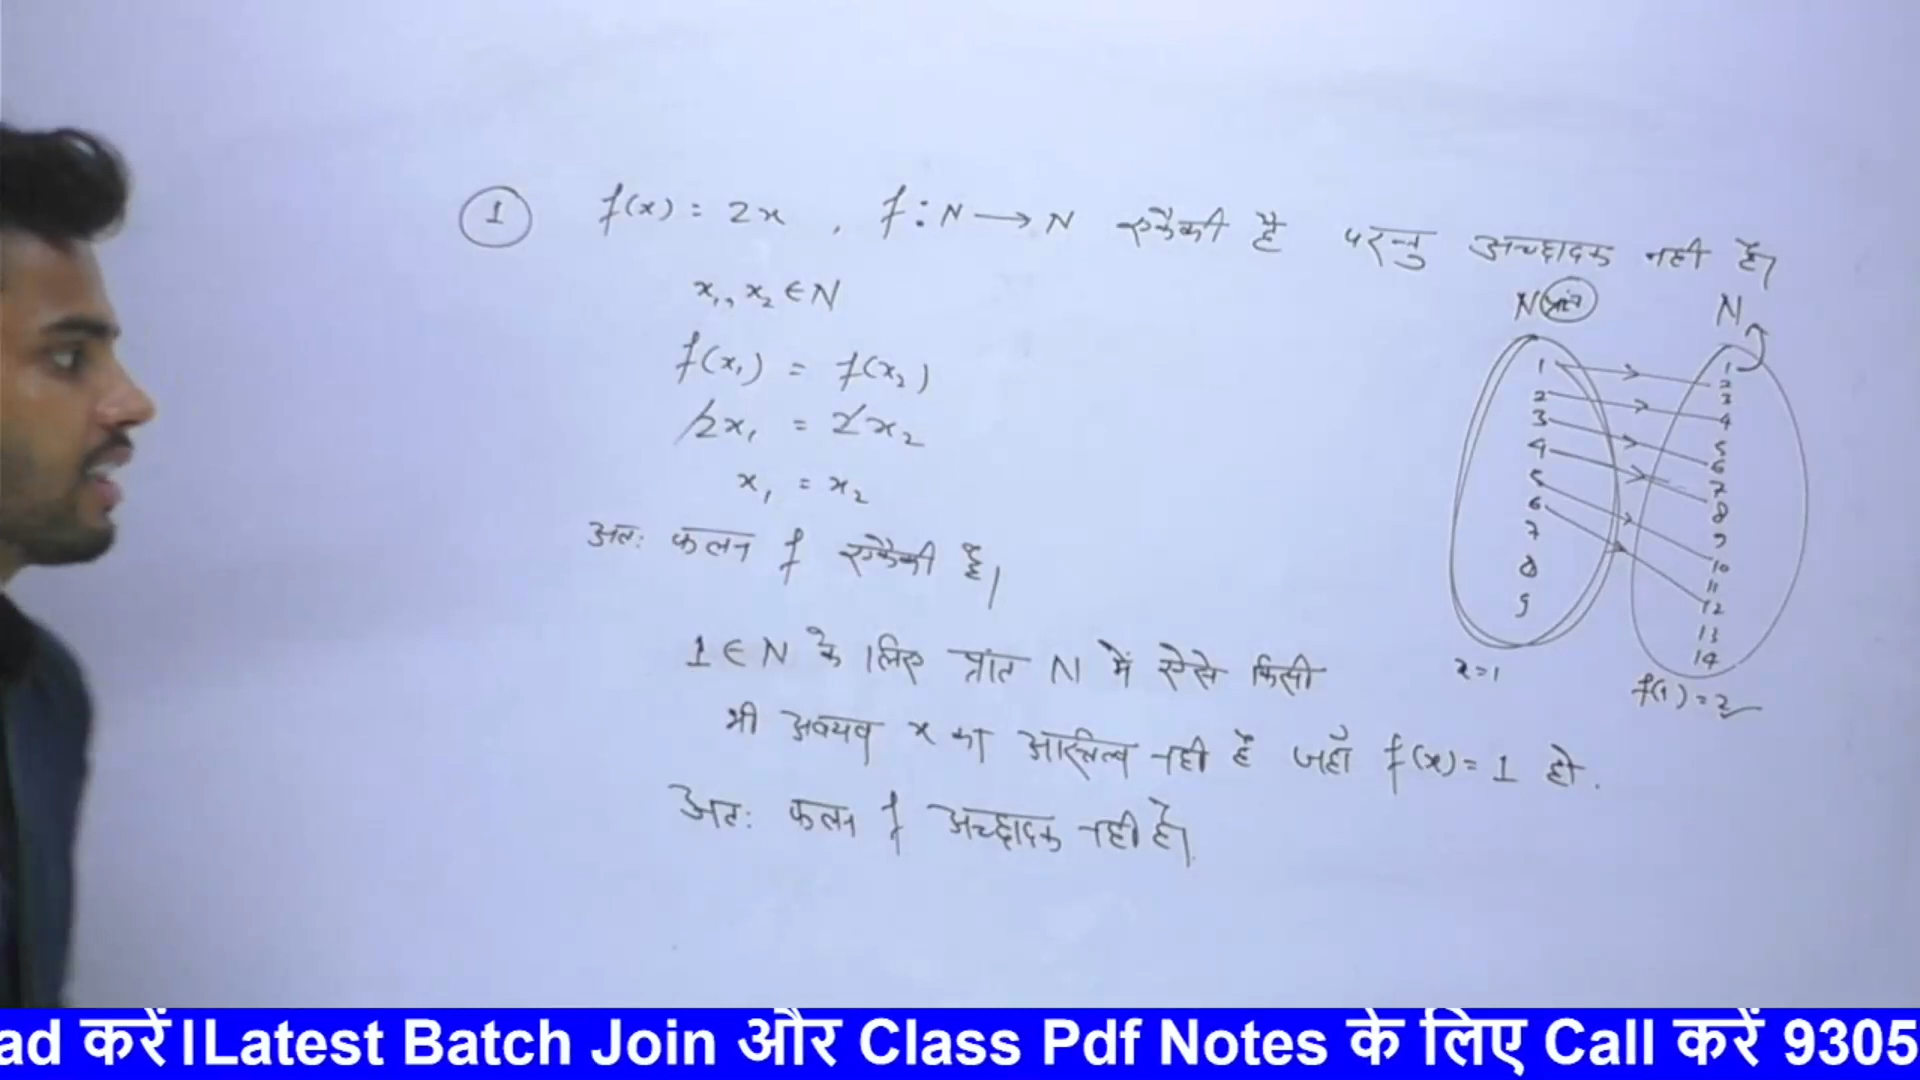 1 f(x) = 2x , f : N → N एकैकी है परन्तु आच्छादक नही है।
x₁, x₂ ∈ N
f(x₁) = f(x₂)
2x₁ = 2x₂
x₁ = x₂
अतः फलन f एकैकी है।
1 ∈ N के लिए प्रांत N में ऐसे किसी
भी अवयव x का अस्तित्व नही है जहाँ f(x) = 1 हो.
अतः फलन f आच्छादक नही है।
N प्रांत N
1
2
3
4
5
6
7
8
9
1
2
3
4
5
6
7
8
9
10
11
12
13
14
x = 1
f(1) = 2
ad करें।Latest Batch Join और Class Pdf Notes के लिए Call करें 9305